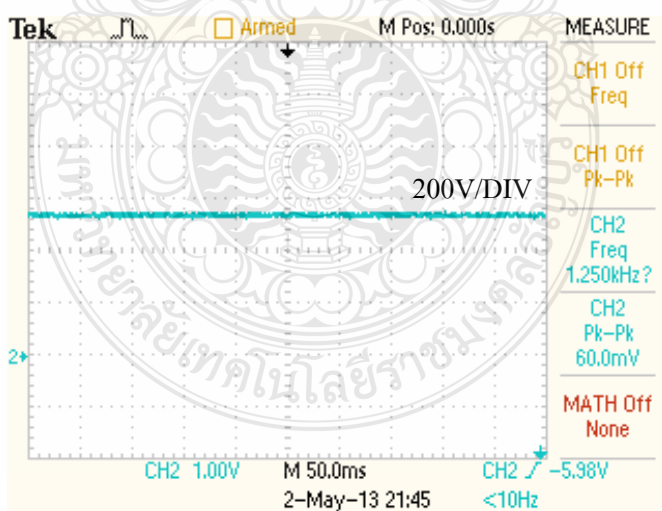 Tek Armed M Pos: 0.000s MEASURE
CH1 Off
Freq
CH1 Off
Pk-Pk
200V/DIV
CH2
Freq
1.250kHz?
CH2
Pk-Pk
60.0mV
2
MATH Off
None
CH2 1.00V M 50.0ms CH2 -5.98V
2-May-13 21:45 <10Hz